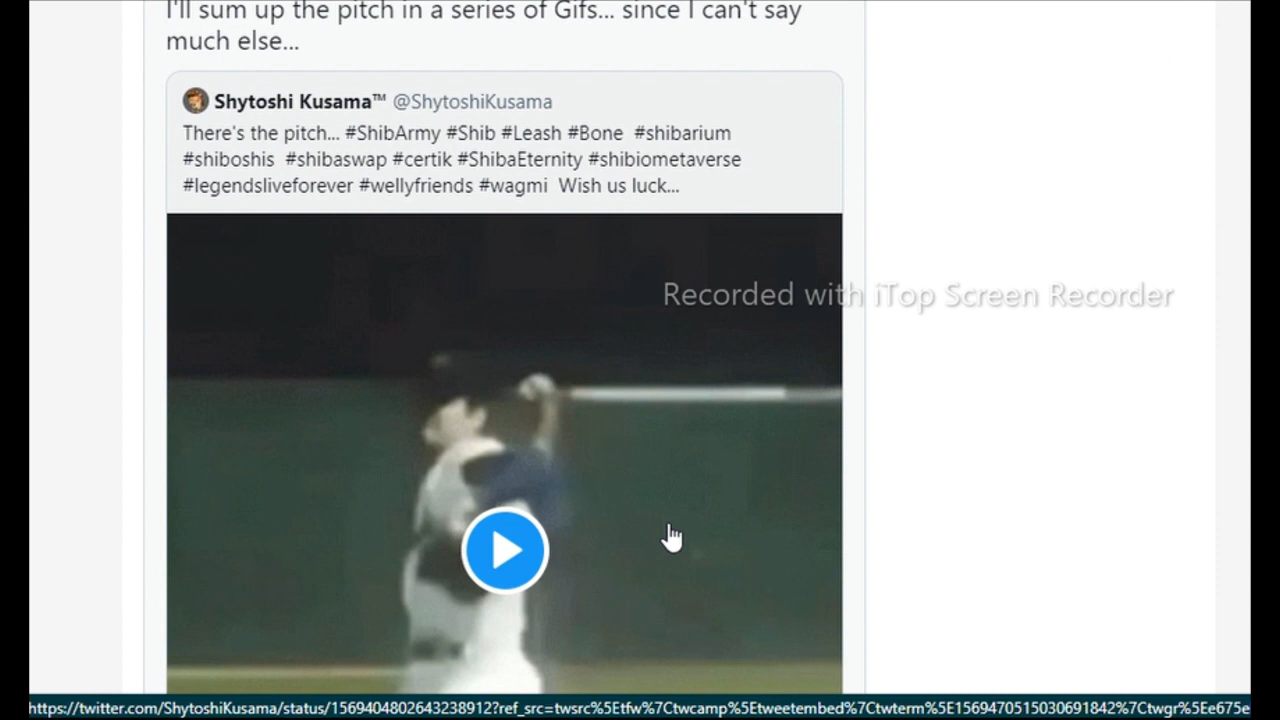 I'll sum up the pitch in a series of Gifs... since I can't say
much else...
Shytoshi Kusama™ @ShytoshiKusama
There's the pitch... #ShibArmy #Shib #Leash #Bone #shibarium
#shiboshis #shibaswap #certik #ShibaEternity #shibiometaverse
#legendsliveforever #wellyfriends #wagmi Wish us luck...
Recorded with iTop Screen Recorder
https://twitter.com/ShytoshiKusama/status/1569404802643238912?ref_src=twsrc%5Etfw%7Ctwcamp%5Etweetembed%7Ctwterm%5E1569470515030691842%7Ctwgr%5Ee675e